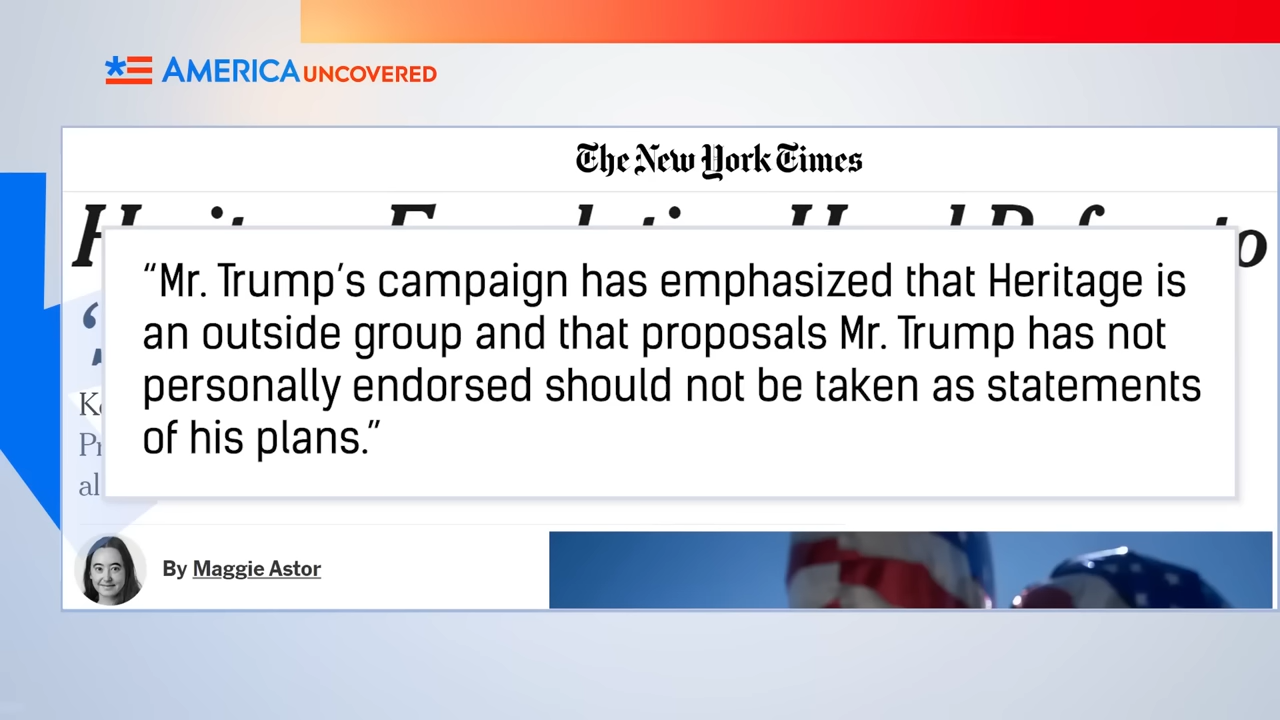 AMERICA UNCOVERED
The New York Times
to
“Mr. Trump’s campaign has emphasized that Heritage is
an outside group and that proposals Mr. Trump has not
personally endorsed should not be taken as statements
of his plans.”
By Maggie Astor